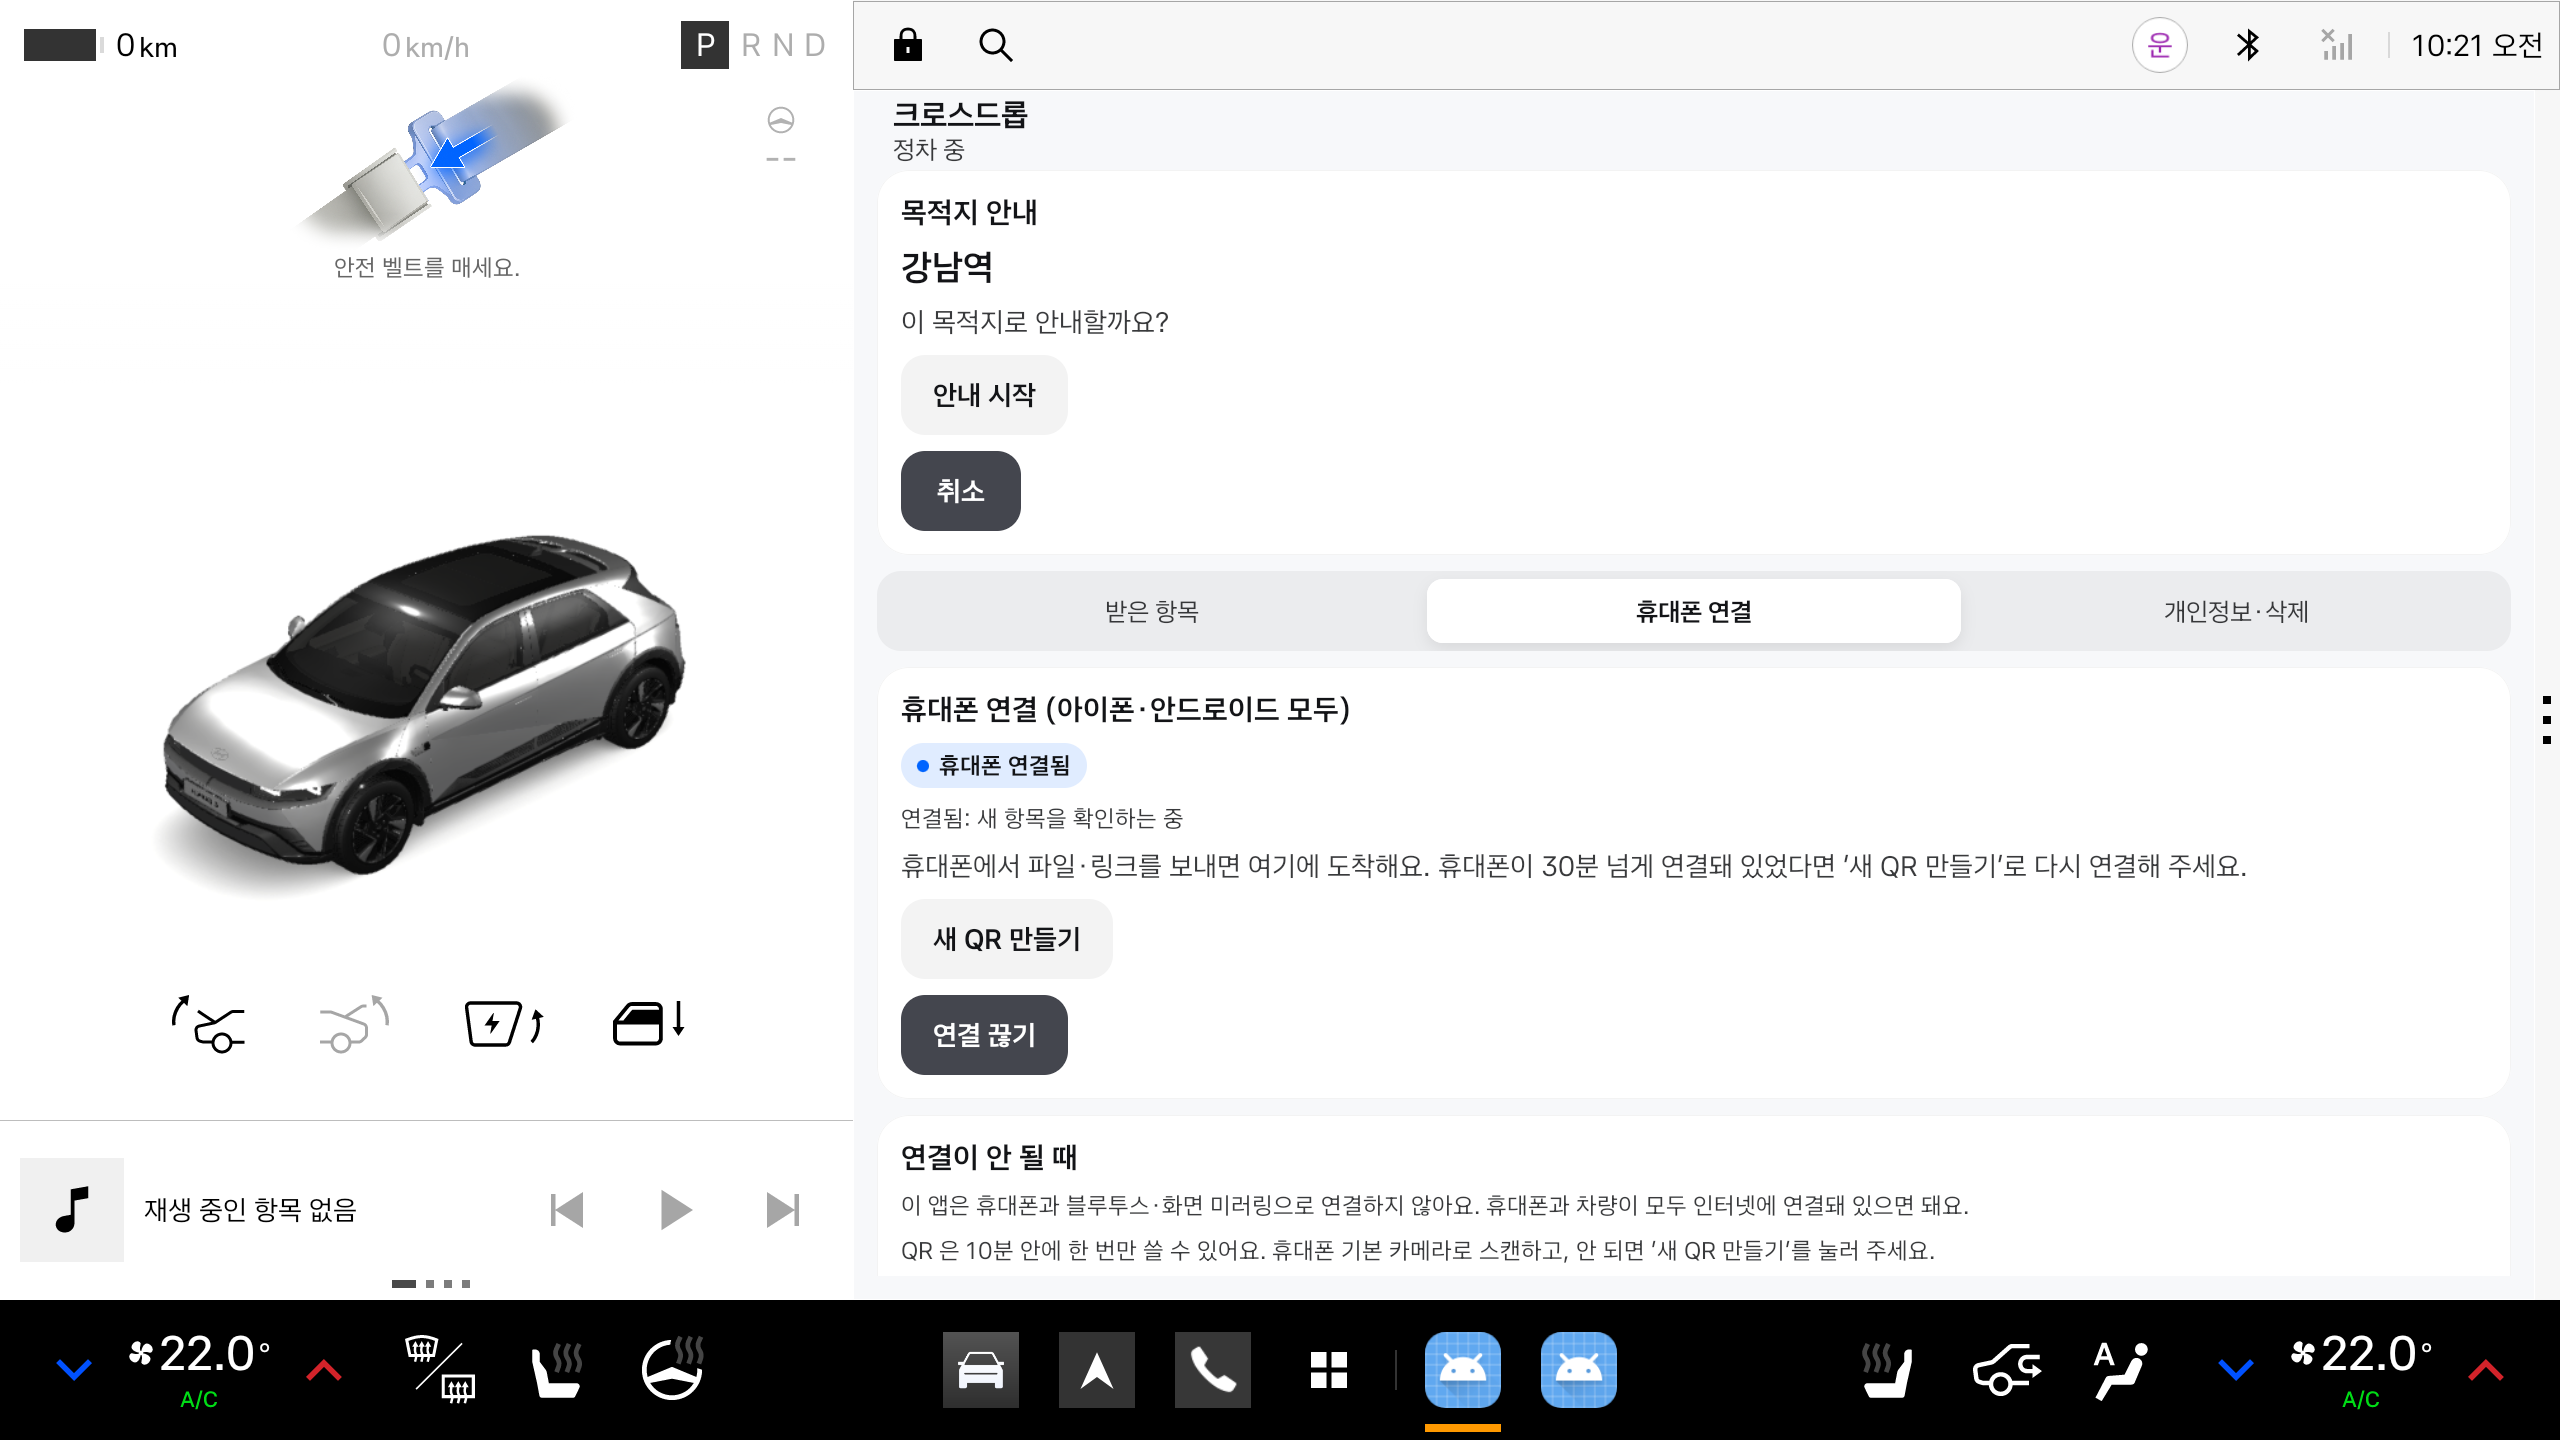 0 km
0 km/h
P R N D
안전 벨트를 매세요.
재생 중인 항목 없음
운
10:21 오전
크로스드롭
정차 중
목적지 안내
강남역
이 목적지로 안내할까요?
안내 시작
취소
받은 항목
휴대폰 연결
개인정보·삭제
휴대폰 연결 (아이폰·안드로이드 모두)
휴대폰 연결됨
연결됨: 새 항목을 확인하는 중
휴대폰에서 파일·링크를 보내면 여기에 도착해요. 휴대폰이 30분 넘게 연결돼 있었다면 '새 QR 만들기'로 다시 연결해 주세요.
새 QR 만들기
연결 끊기
연결이 안 될 때
이 앱은 휴대폰과 블루투스·화면 미러링으로 연결하지 않아요. 휴대폰과 차량이 모두 인터넷에 연결돼 있으면 돼요.
QR 은 10분 안에 한 번만 쓸 수 있어요. 휴대폰 기본 카메라로 스캔하고, 안 되면 '새 QR 만들기'를 눌러 주세요.
22.0°
A/C
A
22.0°
A/C